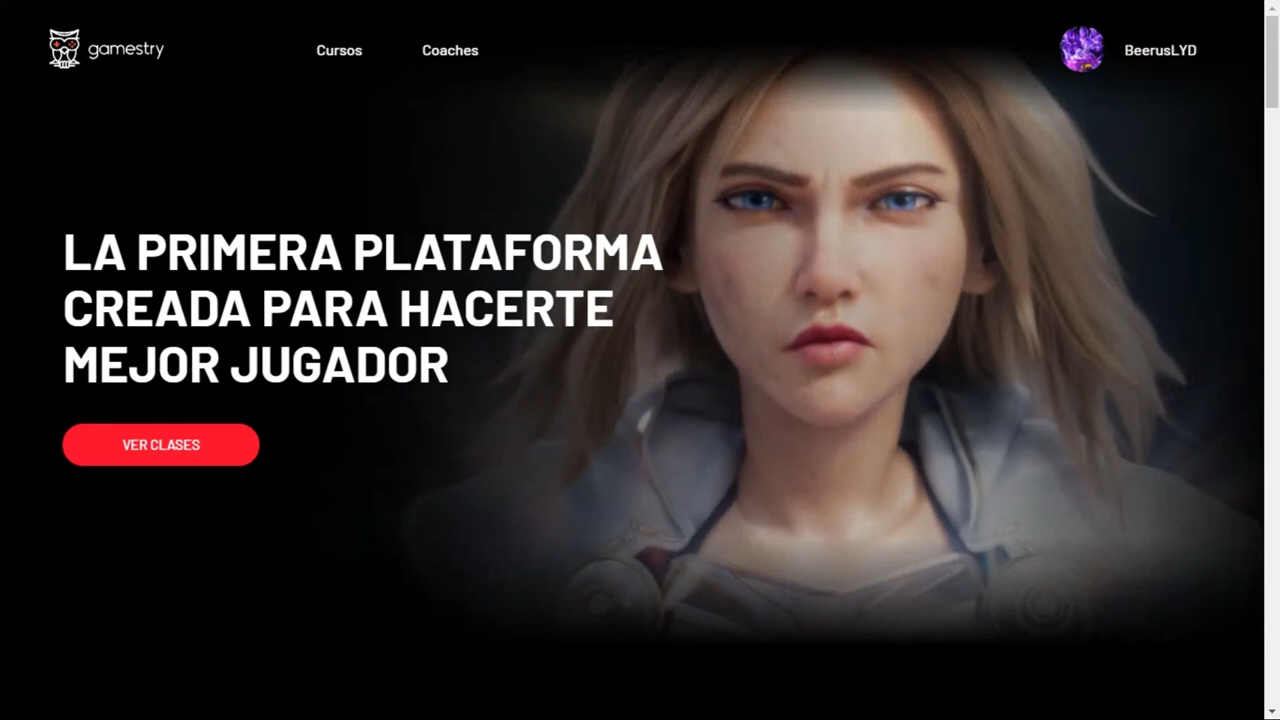 gamestry
Cursos
Coaches
BeerusLYD
LA PRIMERA PLATAFORMA
CREADA PARA HACERTE
MEJOR JUGADOR
VER CLASES